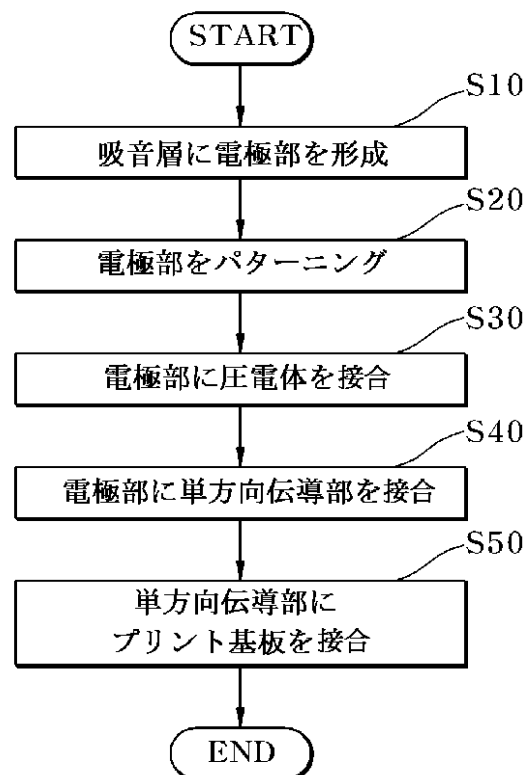 START
S10
吸音層に電極部を形成
S20
電極部をパターニング
S30
電極部に圧電体を接合
S40
電極部に単方向伝導部を接合
S50
単方向伝導部に
プリント基板を接合
END